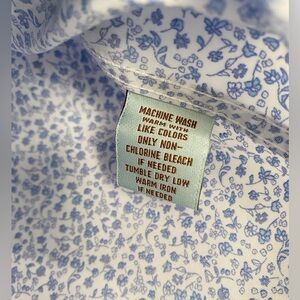 MACHINE WASH
WARM WITH
LIKE COLORS
ONLY NON-
CHLORINE BLEACH
IF NEEDED
TUMBLE DRY LOW
WARM IRON
IF NEEDED